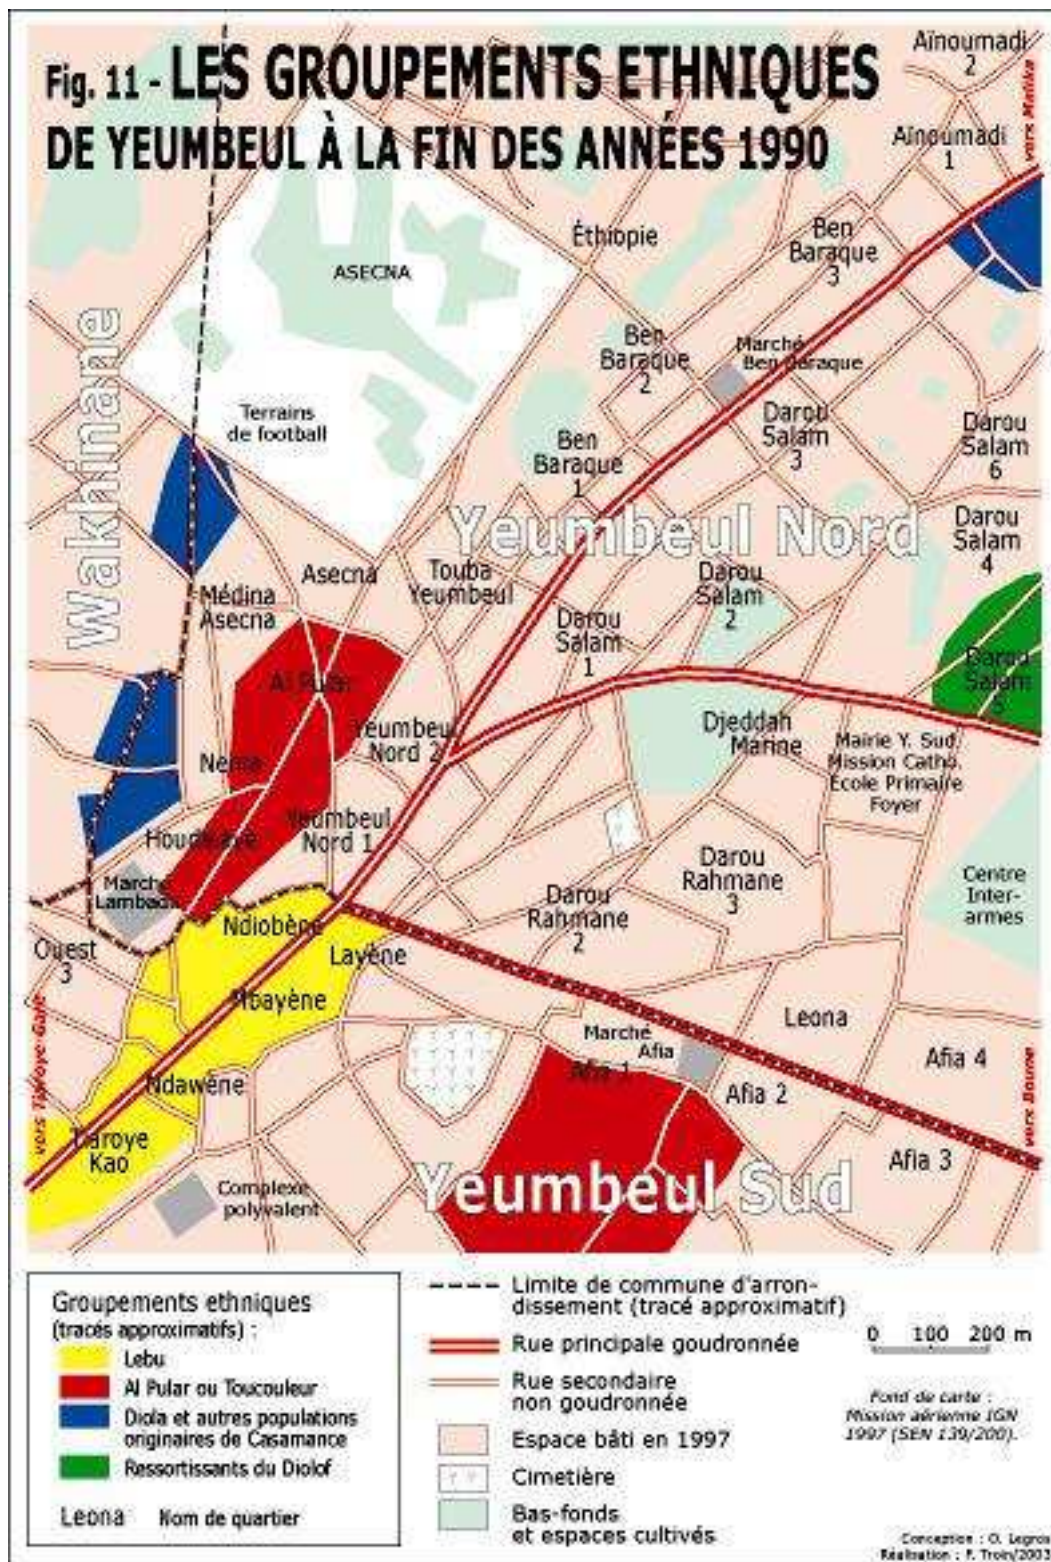 Fig. 11 - LES GROUPEMENTS ETHNIQUES
DE YEUMBEUL À LA FIN DES ANNÉES 1990
Aïnoumadi
2
vers Malika
Aïnoumadi
1
Éthiopie
Ben
Baraque
3
ASECNA
Ben
Baraque
2
Marché
Ben Baraque
Wakhinane
Terrains
de football
Darou
Salam
3
Darou
Salam
6
Ben
Baraque
1
Yeumbeul Nord
Darou
Salam
4
Asecna
Touba
Yeumbeul
Médina
Asecna
Darou
Salam
2
Darou
Salam
1
Al Pular
Darou
Salam
5
Yeumbeul
Nord 2
Djeddah
Marine
Mairie Y. Sud
Mission Catho.
École Primaire
Foyer
Nema
Yeumbeul
Nord 1
Marché
Lambada
Darou
Rahmane
3
Centre
Inter-
armes
Darou
Rahmane
2
Ndiobène
Layène
Ouest
3
Mbayène
Leona
vers Tiaroye-Gare
Marché
Afia
Afia 1
Afia 4
Afia 2
vers Boune
Ndawène
Tiaroye
Kao
Afia 3
Yeumbeul Sud
Complexe
polyvalent
Groupements ethniques
(tracés approximatifs) :
Lebu
Al Pular ou Toucouleur
Diola et autres populations
originaires de Casamance
Ressortissants du Diolof
Leona Nom de quartier
Limite de commune d'arron-
dissement (tracé approximatif)
Rue principale goudronnée
Rue secondaire
non goudronnée
Espace bâti en 1997
Cimetière
Bas-fonds
et espaces cultivés
0 100 200 m
Fond de carte :
Mission aérienne IGN
1997 (SEN 139/200).
Conception : O. Legros
Réalisation : F. Troin/2003